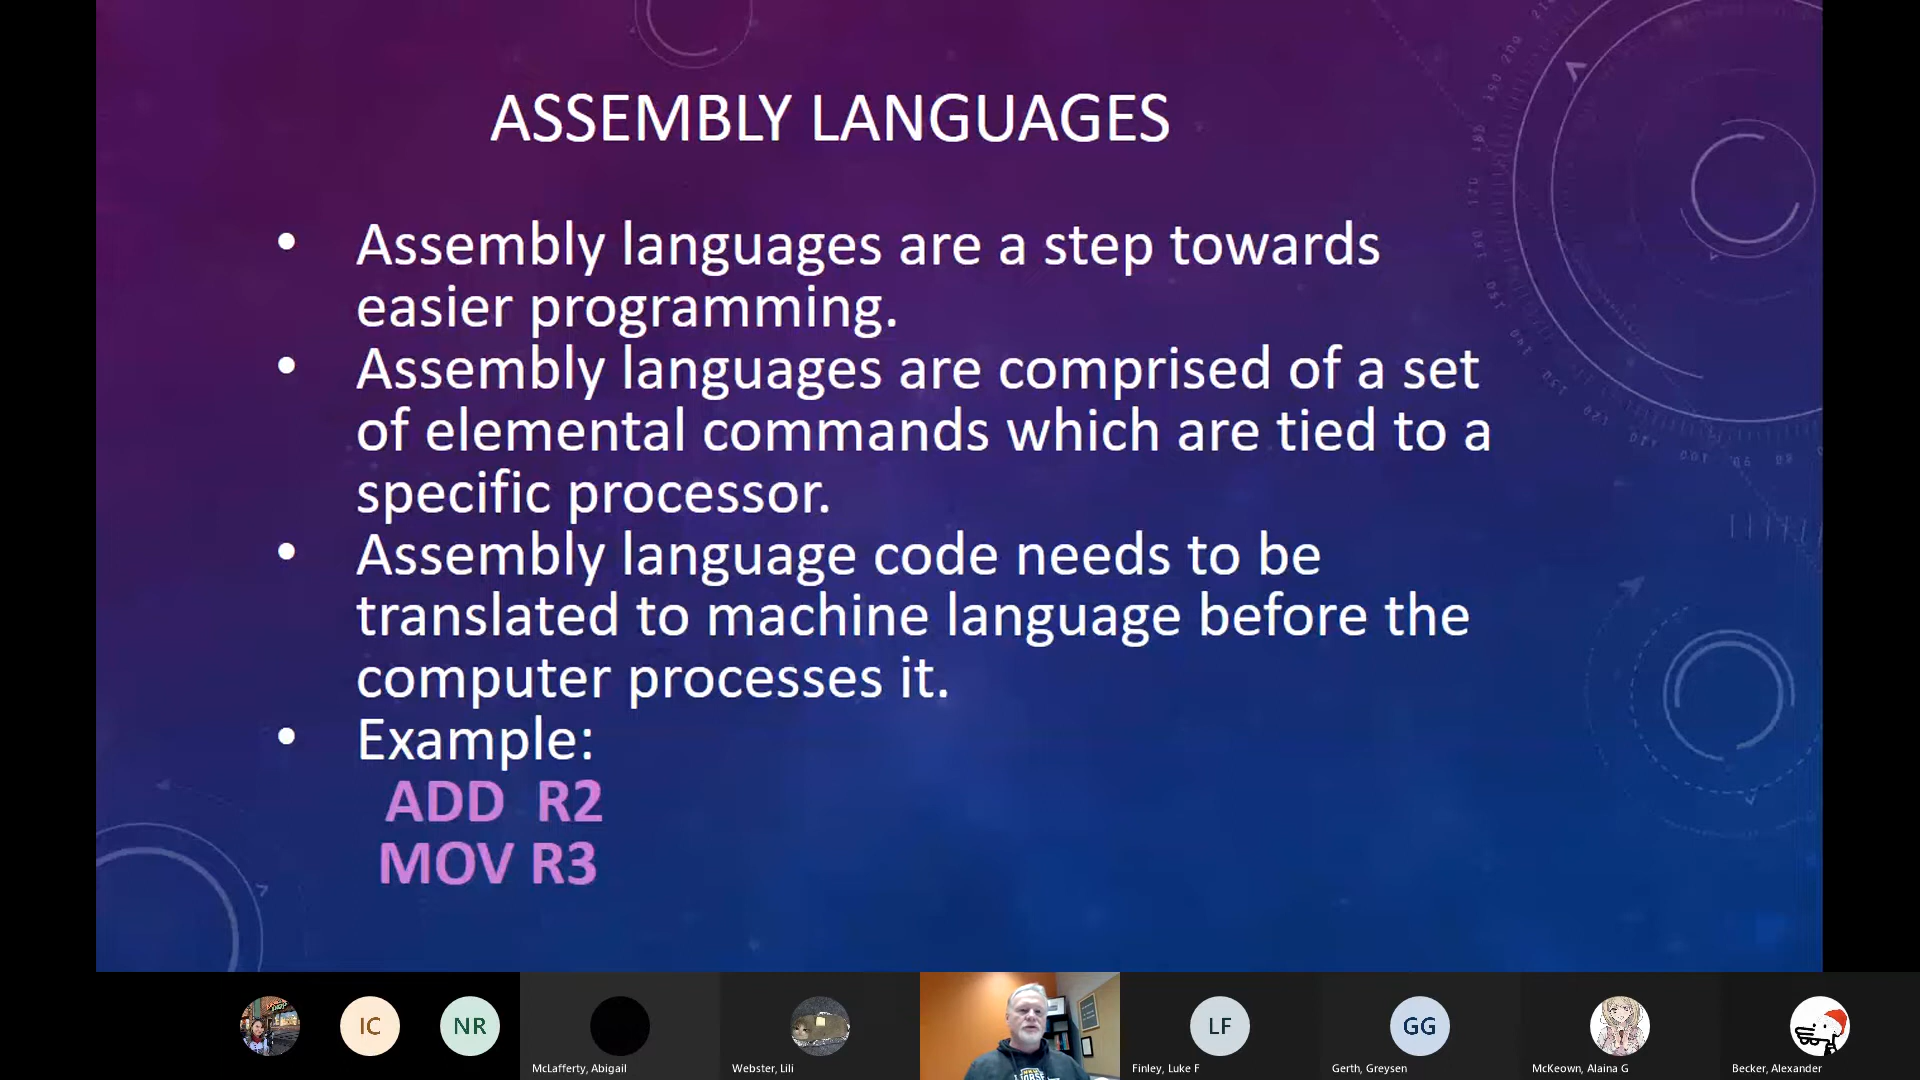 ASSEMBLY LANGUAGES
• Assembly languages are a step towards
easier programming.
• Assembly languages are comprised of a set
of elemental commands which are tied to a
specific processor.
• Assembly language code needs to be
translated to machine language before the
computer processes it.
• Example:
ADD R2
MOV R3
IC
NR
LF
GG
McLafferty, Abigail
Webster, Lili
Finley, Luke F
Gerth, Greysen
McKeown, Alaina G
Becker, Alexander